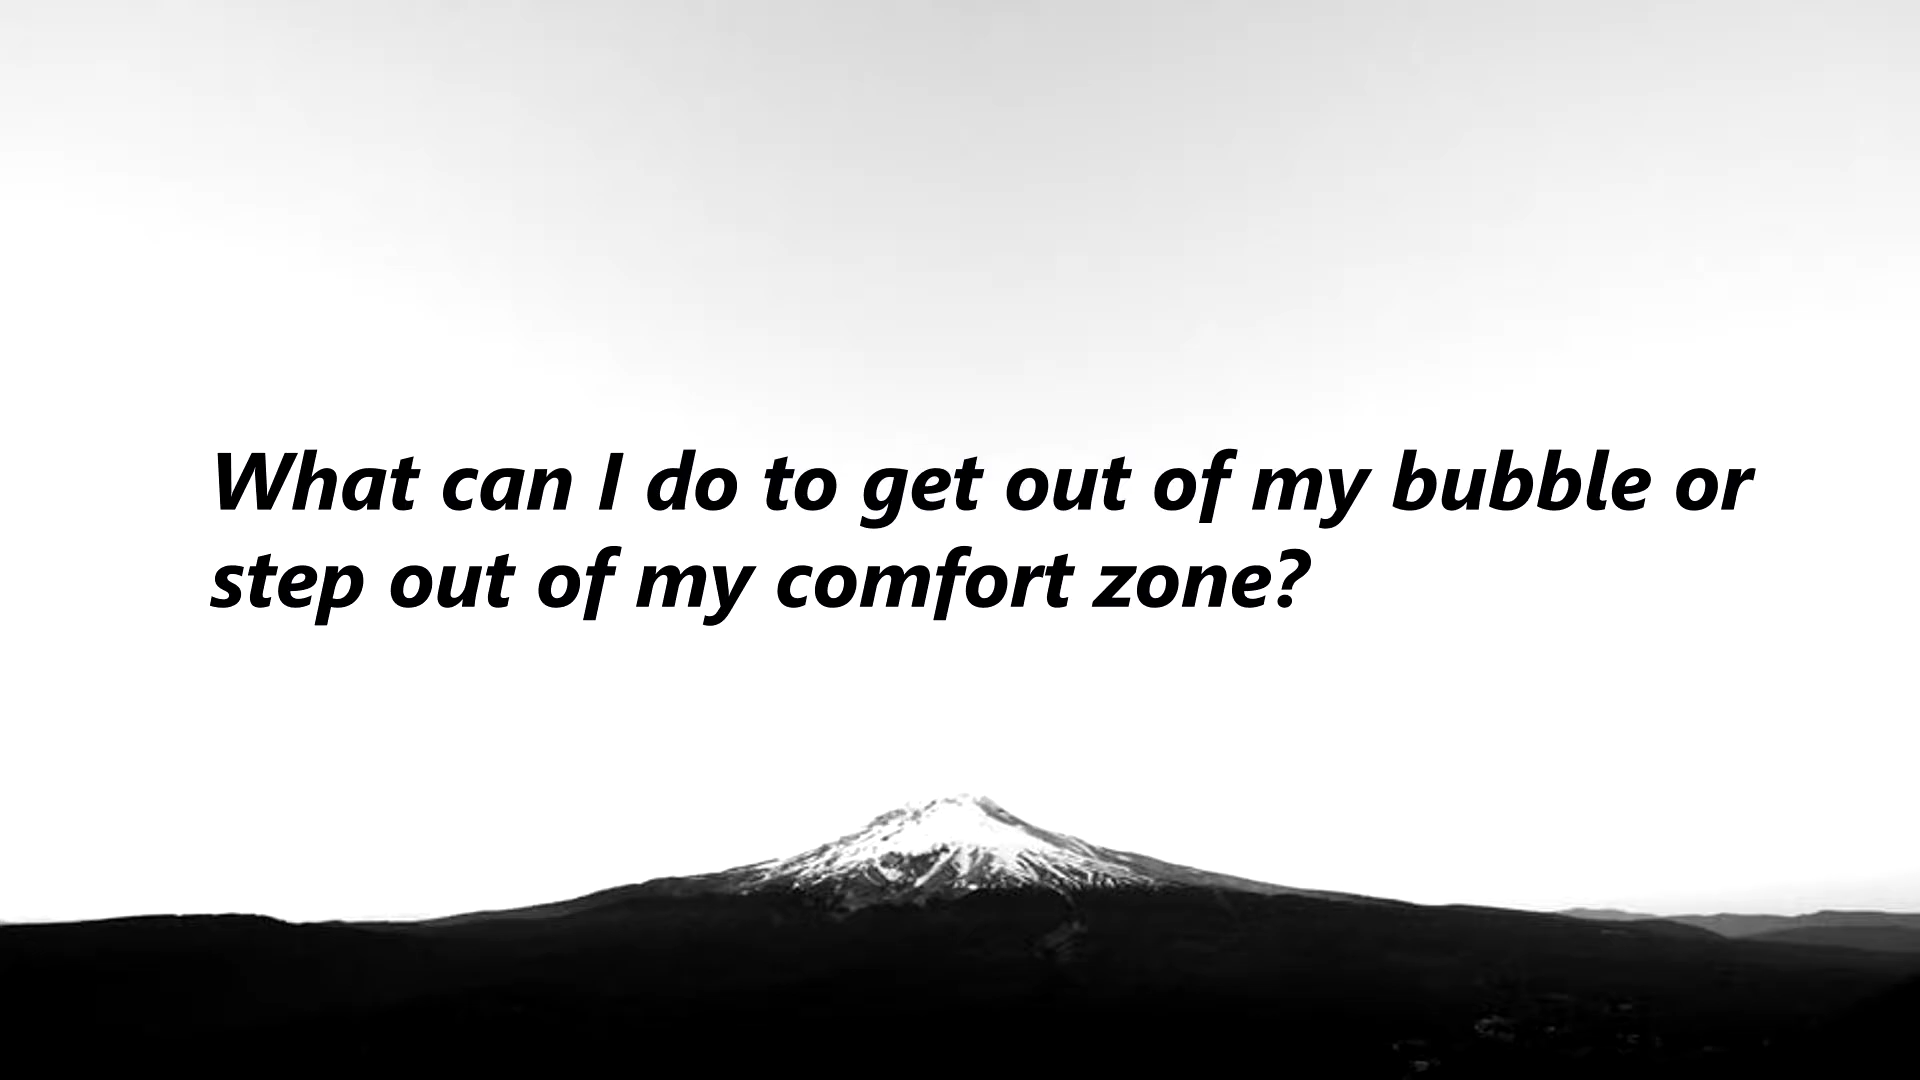 What can I do to get out of my bubble or
step out of my comfort zone?